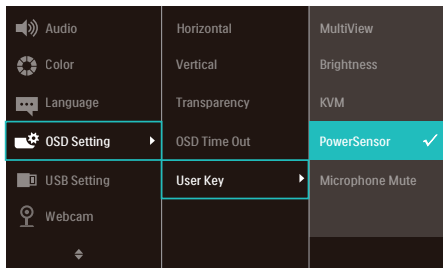 Audio
Color
Language
OSD Setting
USB Setting
Webcam
Horizontal
Vertical
Transparency
OSD Time Out
User Key
MultiView
Brightness
KVM
PowerSensor
Microphone Mute